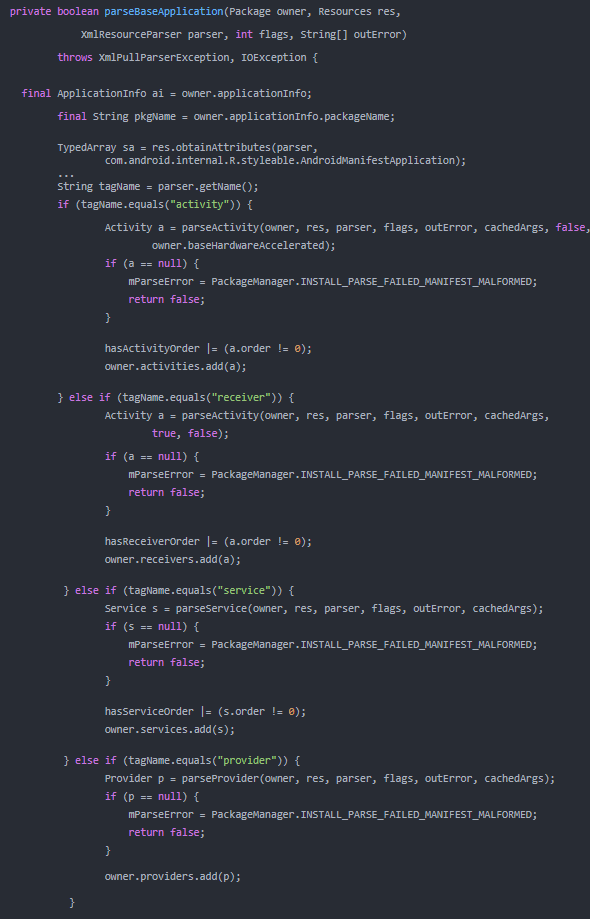 private boolean parseBaseApplication(Package owner, Resources res,
XmlResourceParser parser, int flags, String[] outError)
throws XmlPullParserException, IOException {
final ApplicationInfo ai = owner.applicationInfo;
final String pkgName = owner.applicationInfo.packageName;
TypedArray sa = res.obtainAttributes(parser,
com.android.internal.R.styleable.AndroidManifestApplication);
...
String tagName = parser.getName();
if (tagName.equals("activity")) {
Activity a = parseActivity(owner, res, parser, flags, outError, cachedArgs, false,
owner.baseHardwareAccelerated);
if (a == null) {
mParseError = PackageManager.INSTALL_PARSE_FAILED_MANIFEST_MALFORMED;
return false;
}
hasActivityOrder |= (a.order != 0);
owner.activities.add(a);
} else if (tagName.equals("receiver")) {
Activity a = parseActivity(owner, res, parser, flags, outError, cachedArgs,
true, false);
if (a == null) {
mParseError = PackageManager.INSTALL_PARSE_FAILED_MANIFEST_MALFORMED;
return false;
}
hasReceiverOrder |= (a.order != 0);
owner.receivers.add(a);
} else if (tagName.equals("service")) {
Service s = parseService(owner, res, parser, flags, outError, cachedArgs);
if (s == null) {
mParseError = PackageManager.INSTALL_PARSE_FAILED_MANIFEST_MALFORMED;
return false;
}
hasServiceOrder |= (s.order != 0);
owner.services.add(s);
} else if (tagName.equals("provider")) {
Provider p = parseProvider(owner, res, parser, flags, outError, cachedArgs);
if (p == null) {
mParseError = PackageManager.INSTALL_PARSE_FAILED_MANIFEST_MALFORMED;
return false;
}
owner.providers.add(p);
}